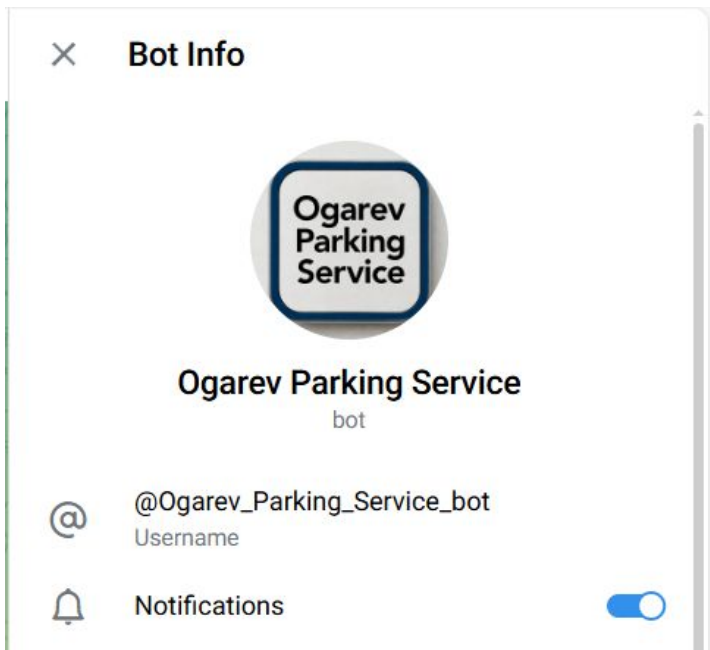 Bot Info
Ogarev
Parking
Service
Ogarev Parking Service
bot
@Ogarev_Parking_Service_bot
Username
Notifications